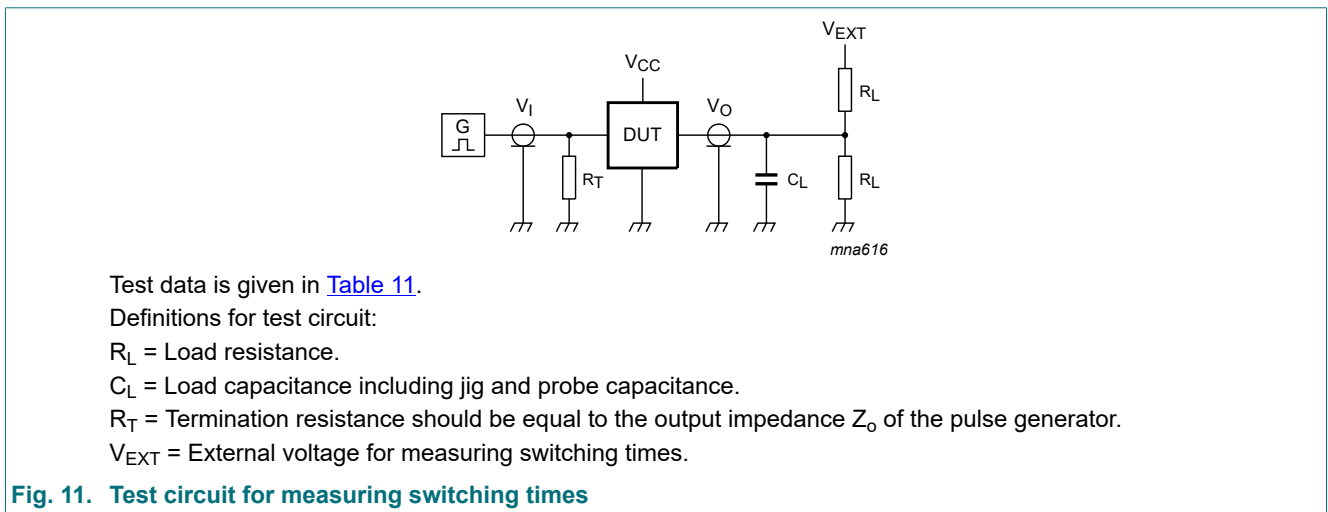 VEXT
VCC
RL
VI
VO
G
DUT
RT
CL
RL
mna616
Test data is given in Table 11.
Definitions for test circuit:
RL = Load resistance.
CL = Load capacitance including jig and probe capacitance.
RT = Termination resistance should be equal to the output impedance Zo of the pulse generator.
VEXT = External voltage for measuring switching times.
Fig. 11. Test circuit for measuring switching times